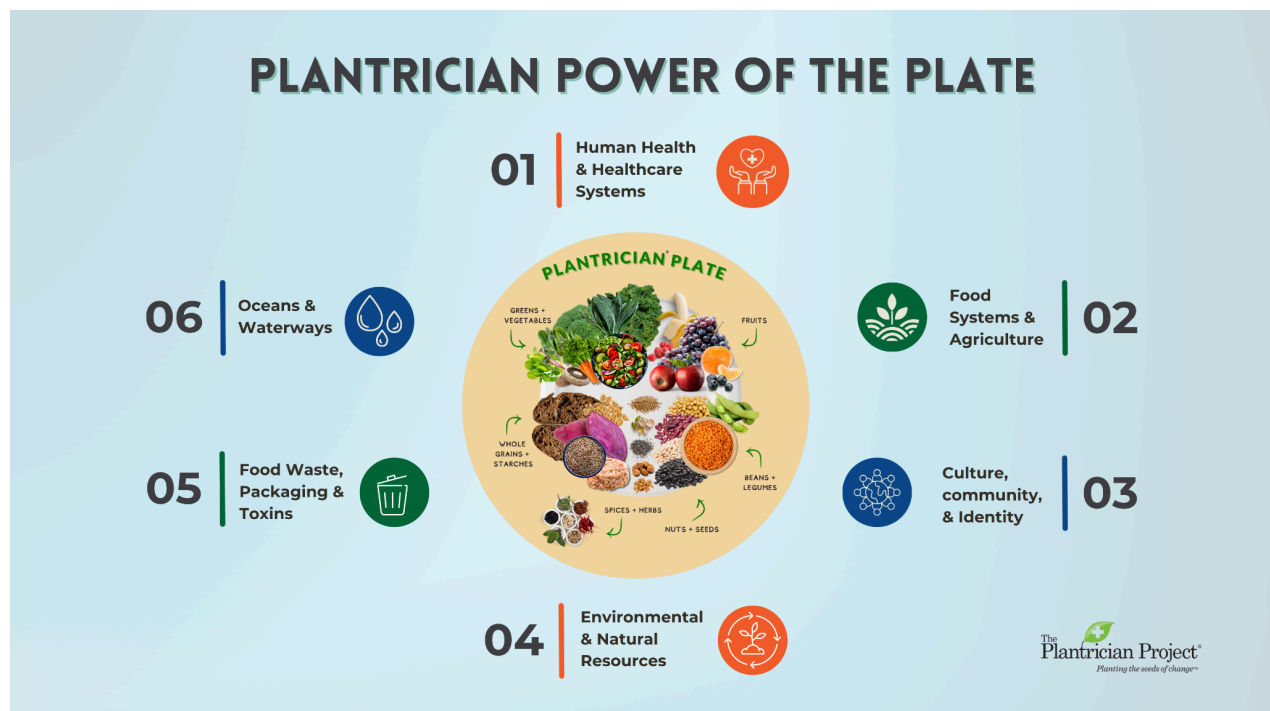 PLANTRICIAN POWER OF THE PLATE
01
Human Health
& Healthcare
Systems
06
Oceans &
Waterways
Food
Systems &
Agriculture
02
PLANTRICIAN® PLATE
GREENS +
VEGETABLES
FRUITS
WHOLE
GRAINS +
STARCHES
BEANS +
LEGUMES
SPICES + HERBS
NUTS + SEEDS
05
Food Waste,
Packaging &
Toxins
Culture,
community,
& Identity
03
04
Environmental
& Natural
Resources
The
Plantrician Project®
Planting the seeds of change™